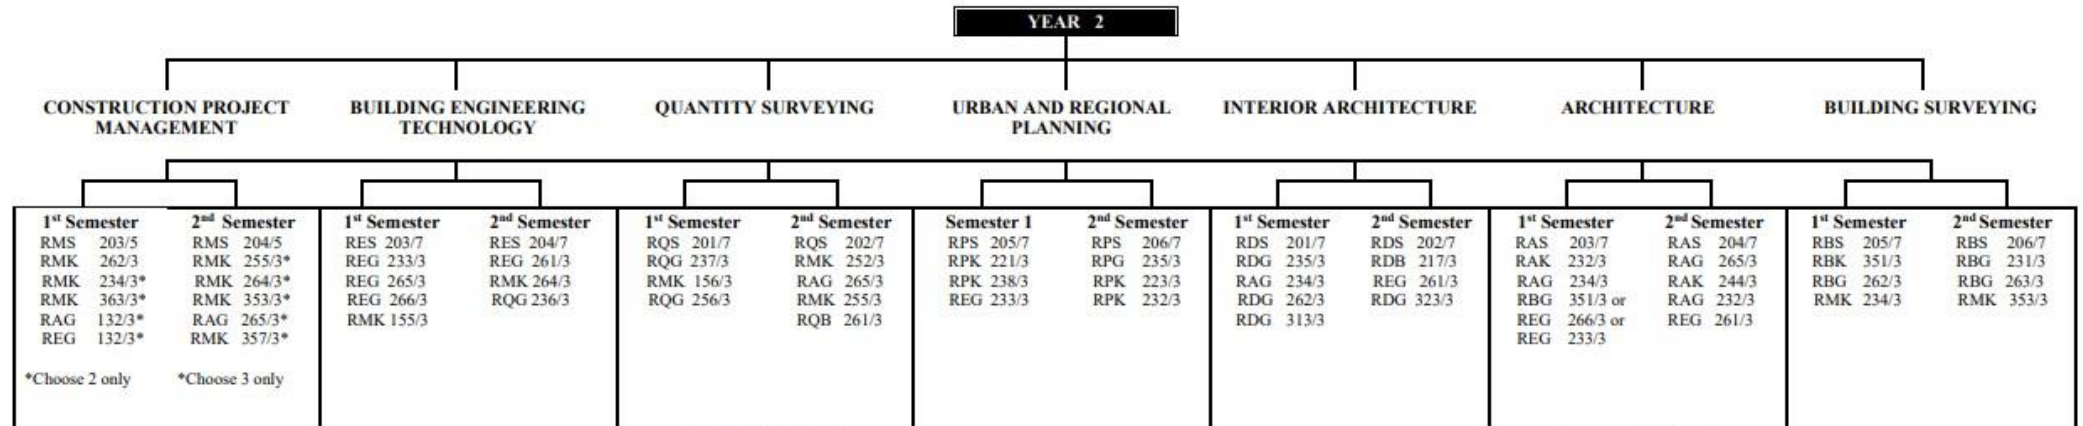 YEAR 2
CONSTRUCTION PROJECT
MANAGEMENT
BUILDING ENGINEERING
TECHNOLOGY
QUANTITY SURVEYING
URBAN AND REGIONAL
PLANNING
INTERIOR ARCHITECTURE
ARCHITECTURE
BUILDING SURVEYING
1st Semester
RMS 203/5
RMK 262/3
RMK 234/3*
RMK 363/3*
RAG 132/3*
REG 132/3*
*Choose 2 only
2nd Semester
RMS 204/5
RMK 255/3*
RMK 264/3*
RMK 353/3*
RAG 265/3*
RMK 357/3*
*Choose 3 only
1st Semester
RES 203/7
REG 233/3
REG 265/3
REG 266/3
RMK 155/3
2nd Semester
RES 204/7
REG 261/3
RMK 264/3
RQG 236/3
1st Semester
RQS 201/7
RQG 237/3
RMK 156/3
RQG 256/3
2nd Semester
RQS 202/7
RMK 252/3
RAG 265/3
RMK 255/3
RQB 261/3
Semester 1
RPS 205/7
RPK 221/3
RPK 238/3
REG 233/3
2nd Semester
RPS 206/7
RPG 235/3
RPK 223/3
RPK 232/3
1st Semester
RDS 201/7
RDG 235/3
RAG 234/3
RDG 262/3
RDG 313/3
2nd Semester
RDS 202/7
RDB 217/3
REG 261/3
RDG 323/3
1st Semester
RAS 203/7
RAK 232/3
RAG 234/3
RBG 351/3 or
REG 266/3 or
REG 233/3
2nd Semester
RAS 204/7
RAG 265/3
RAK 244/3
RAG 232/3
REG 261/3
1st Semester
RBS 205/7
RBK 351/3
RBG 262/3
RMK 234/3
2nd Semester
RBS 206/7
RBG 231/3
RBG 263/3
RMK 353/3